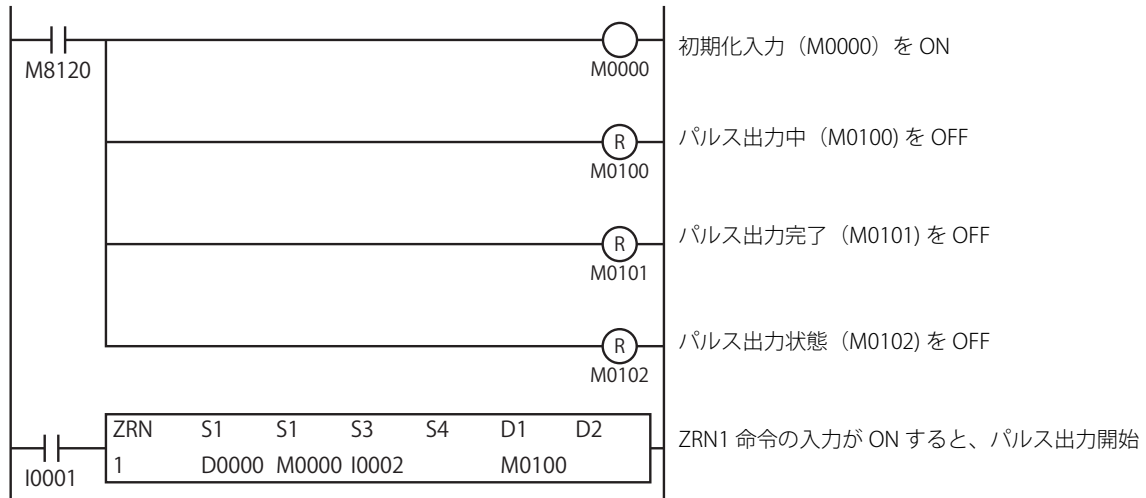 M8120
M0000
初期化入力（M0000）を ON
R
M0100
パルス出力中（M0100) を OFF
R
M0101
パルス出力完了（M0101) を OFF
R
M0102
パルス出力状態（M0102) を OFF
I0001
ZRN S1 S1 S3 S4 D1 D2
1 D0000 M0000 I0002 M0100
ZRN1 命令の入力が ON すると、パルス出力開始